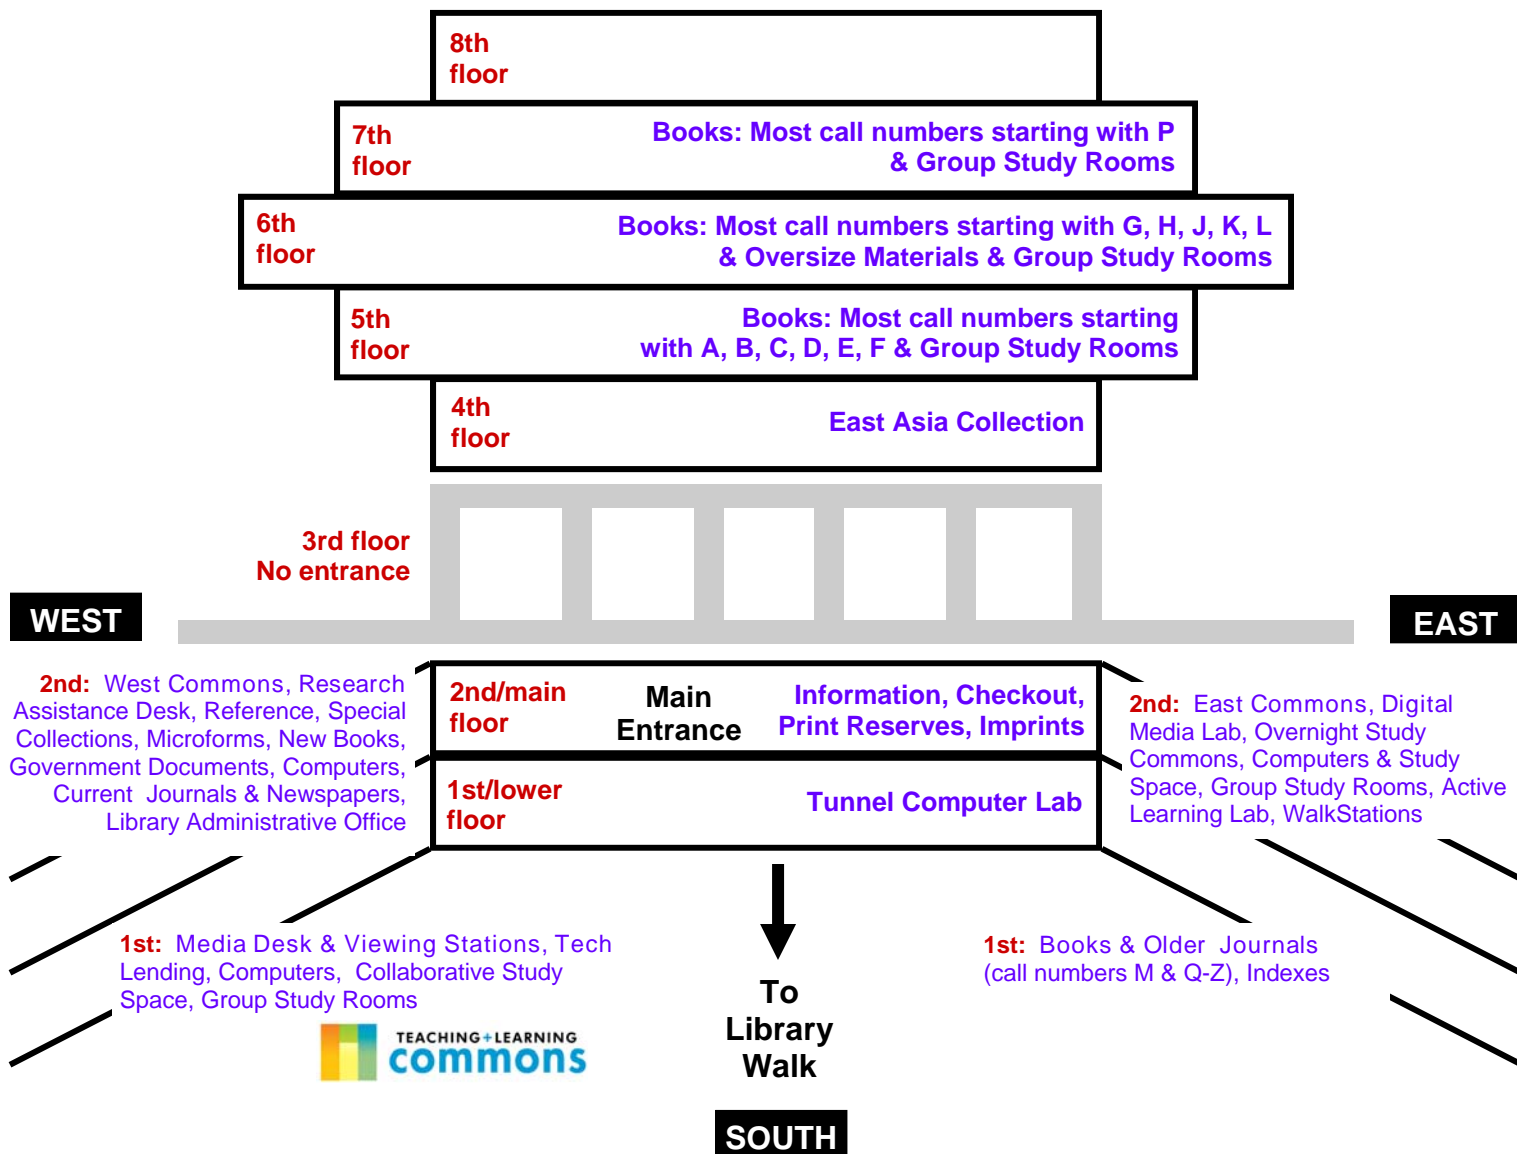 8th
floor
7th
floor
Books: Most call numbers starting with P
& Group Study Rooms
6th
floor
Books: Most call numbers starting with G, H, J, K, L
& Oversize Materials & Group Study Rooms
5th
floor
Books: Most call numbers starting
with A, B, C, D, E, F & Group Study Rooms
4th
floor
East Asia Collection
3rd floor
No entrance
WEST
EAST
2nd: West Commons, Research
Assistance Desk, Reference, Special
Collections, Microforms, New Books,
Government Documents, Computers,
Current Journals & Newspapers,
Library Administrative Office
2nd/main
floor
Main
Entrance
Information, Checkout,
Print Reserves, Imprints
2nd: East Commons, Digital
Media Lab, Overnight Study
Commons, Computers & Study
Space, Group Study Rooms, Active
Learning Lab, WalkStations
1st/lower
floor
Tunnel Computer Lab
1st: Media Desk & Viewing Stations, Tech
Lending, Computers, Collaborative Study
Space, Group Study Rooms
TEACHING+LEARNING
commons
To
Library
Walk
1st: Books & Older Journals
(call numbers M & Q-Z), Indexes
SOUTH